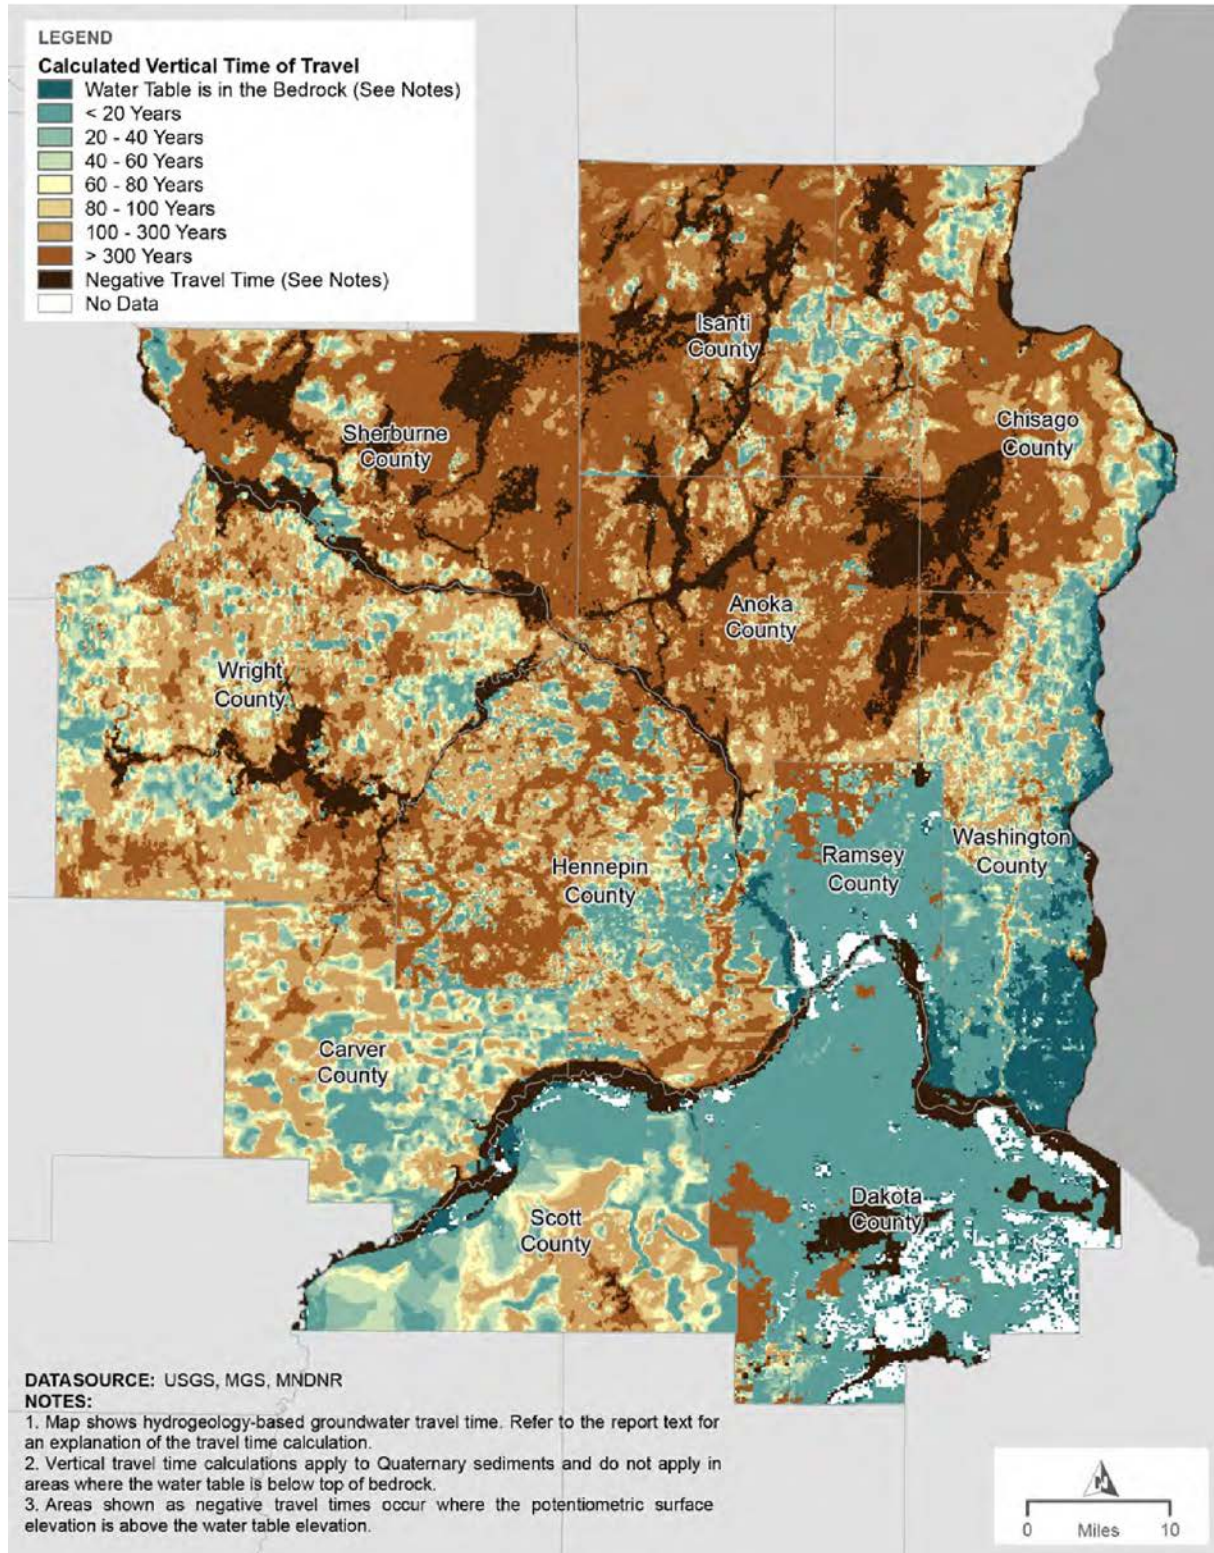 LEGEND
Calculated Vertical Time of Travel
Water Table is in the Bedrock (See Notes)
< 20 Years
20 - 40 Years
40 - 60 Years
60 - 80 Years
80 - 100 Years
100 - 300 Years
> 300 Years
Negative Travel Time (See Notes)
No Data
Isanti
County
Chisago
County
Sherburne
County
Anoka
County
Wright
County
Washington
County
Ramsey
County
Hennepin
County
Carver
County
Dakota
County
Scott
County
DATA SOURCE: USGS, MGS, MNDNR
NOTES:
1. Map shows hydrogeology-based groundwater travel time. Refer to the report text for
an explanation of the travel time calculation.
2. Vertical travel time calculations apply to Quaternary sediments and do not apply in
areas where the water table is below top of bedrock.
3. Areas shown as negative travel times occur where the potentiometric surface
elevation is above the water table elevation.
N
0 Miles 10